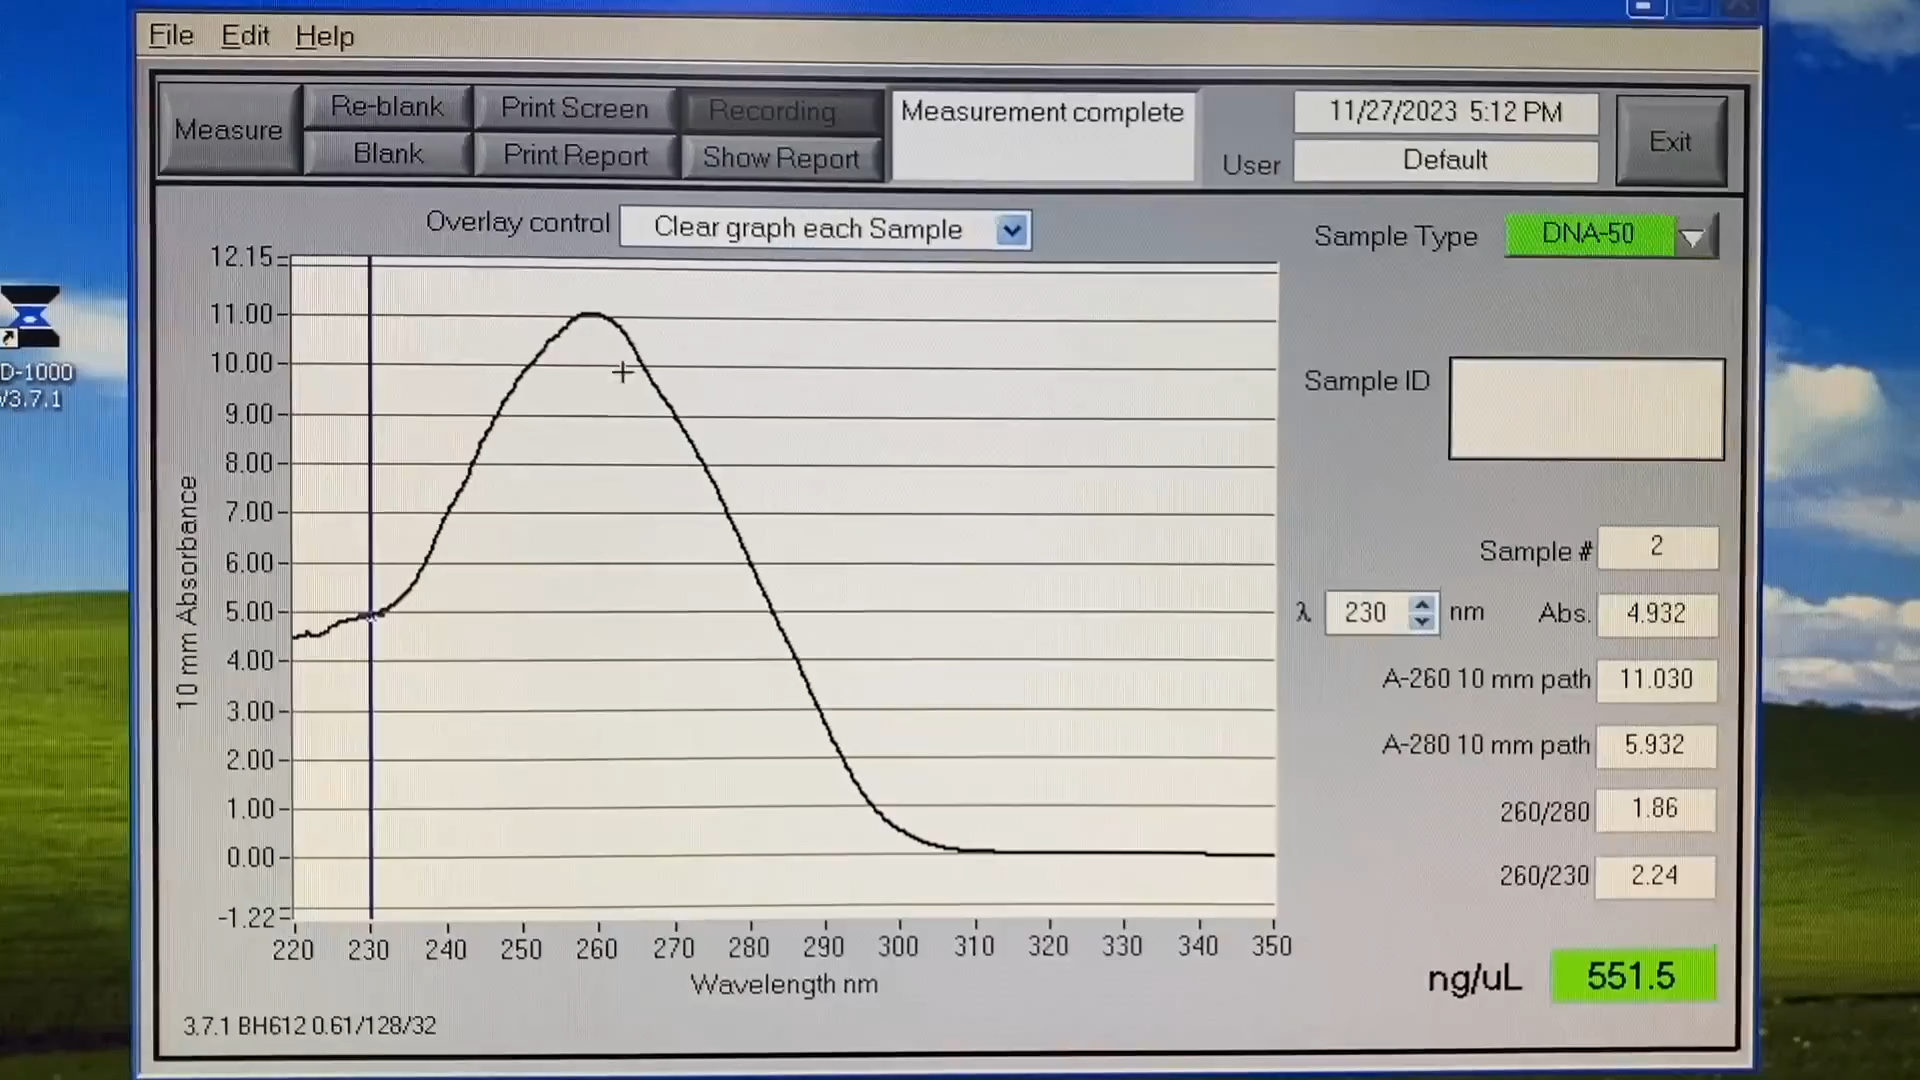 File Edit Help
Measure
Re-blank
Blank
Print Screen
Print Report
Recording
Show Report
Measurement complete
11/27/2023 5:12 PM
User
Default
Exit
Overlay control
Clear graph each Sample
Sample Type
DNA-50
Sample ID
D-1000
V3.7.1
12.15
11.00
10.00
9.00
8.00
7.00
6.00
5.00
4.00
3.00
2.00
1.00
0.00
-1.22
10 mm Absorbance
220 230 240 250 260 270 280 290 300 310 320 330 340 350
Wavelength nm
Sample # 2
λ 230 nm
Abs. 4.932
A-260 10 mm path 11.030
A-280 10 mm path 5.932
260/280 1.86
260/230 2.24
ng/uL 551.5
3.7.1 BH612 0.61/128/32